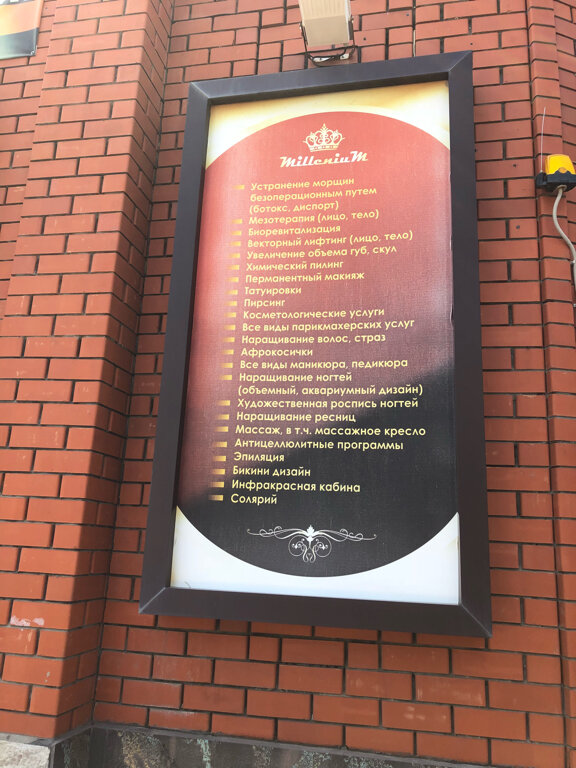 MilleniuM
Устранение морщин
безоперационным путем
(ботокс, диспорт)
Мезотерапия (лицо, тело)
Биоревитализация
Векторный лифтинг (лицо, тело)
Увеличение объема губ, скул
Химический пилинг
Перманентный макияж
Татуировки
Пирсинг
Косметологические услуги
Все виды парикмахерских услуг
Наращивание волос, страз
Афрокосички
Все виды маникюра, педикюра
Наращивание ногтей
(объемный, аквариумный дизайн)
Художественная роспись ногтей
Наращивание ресниц
Массаж, в т.ч. массажное кресло
Антицеллюлитные программы
Эпиляция
Бикини дизайн
Инфракрасная кабина
Солярий